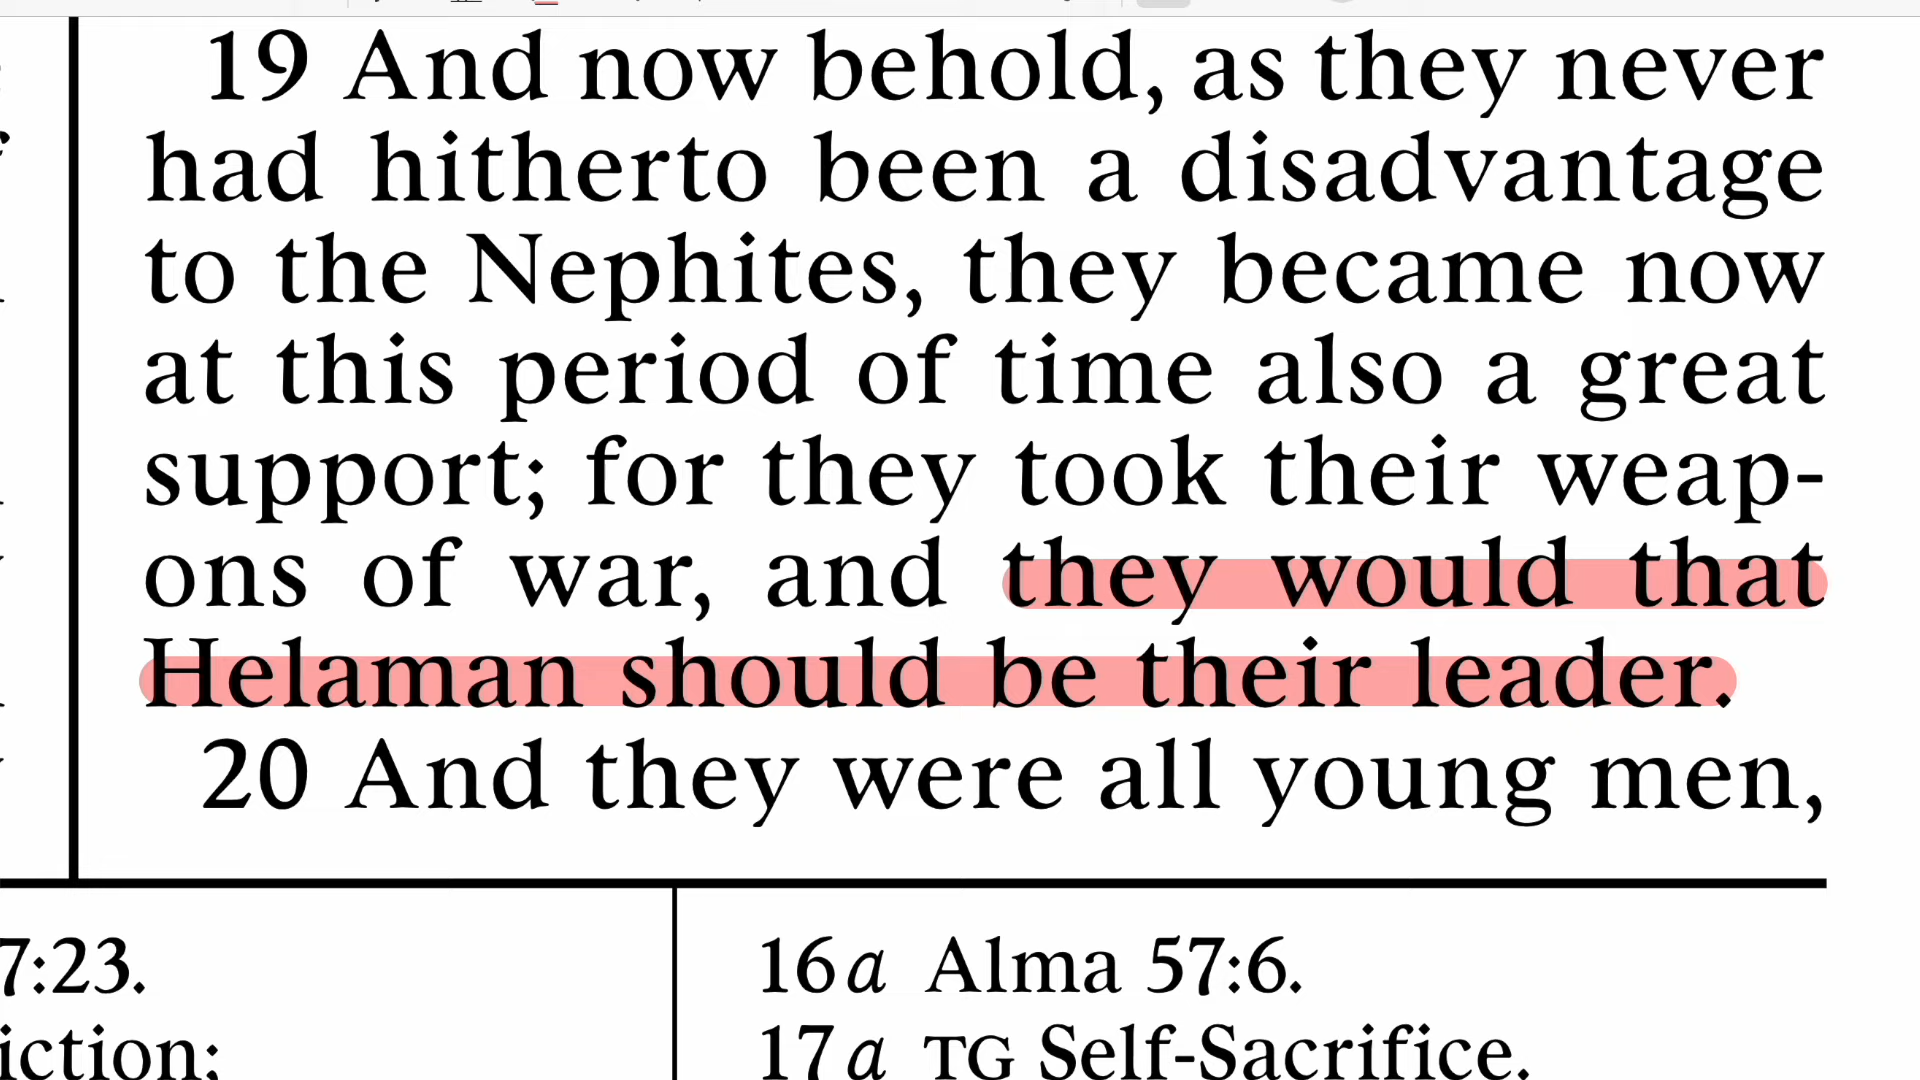 19 And now behold, as they never
had hitherto been a disadvantage
to the Nephites, they became now
at this period of time also a great
support; for they took their weap-
ons of war, and they would that
Helaman should be their leader.
20 And they were all young men,
7:23.
iction;
16a Alma 57:6.
17a TG Self-Sacrifice.